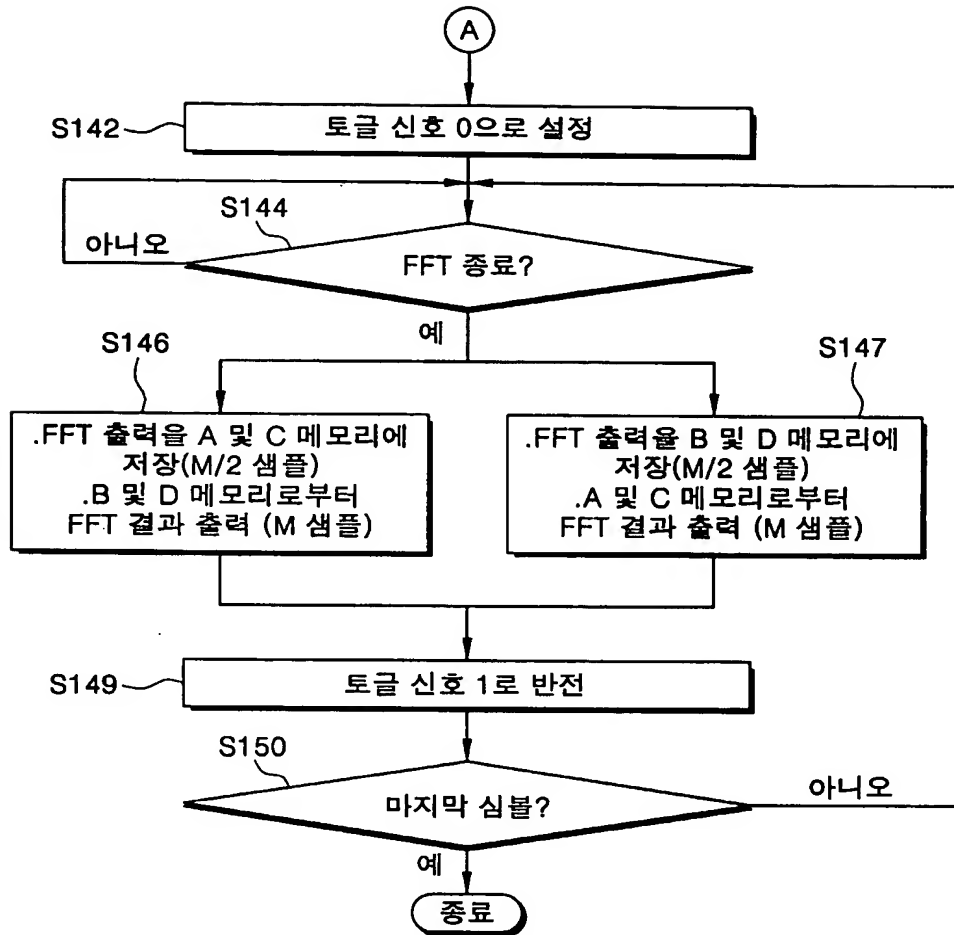 A
S142
토글 신호 0으로 설정
S144
아니오
FFT 종료?
예
S146
.FFT 출력을 A 및 C 메모리에
저장(M/2 샘플)
.B 및 D 메모리로부터
FFT 결과 출력 (M 샘플)
S147
.FFT 출력을 B 및 D 메모리에
저장(M/2 샘플)
.A 및 C 메모리로부터
FFT 결과 출력 (M 샘플)
S149
토글 신호 1로 반전
S150
마지막 심볼?
아니오
예
종료